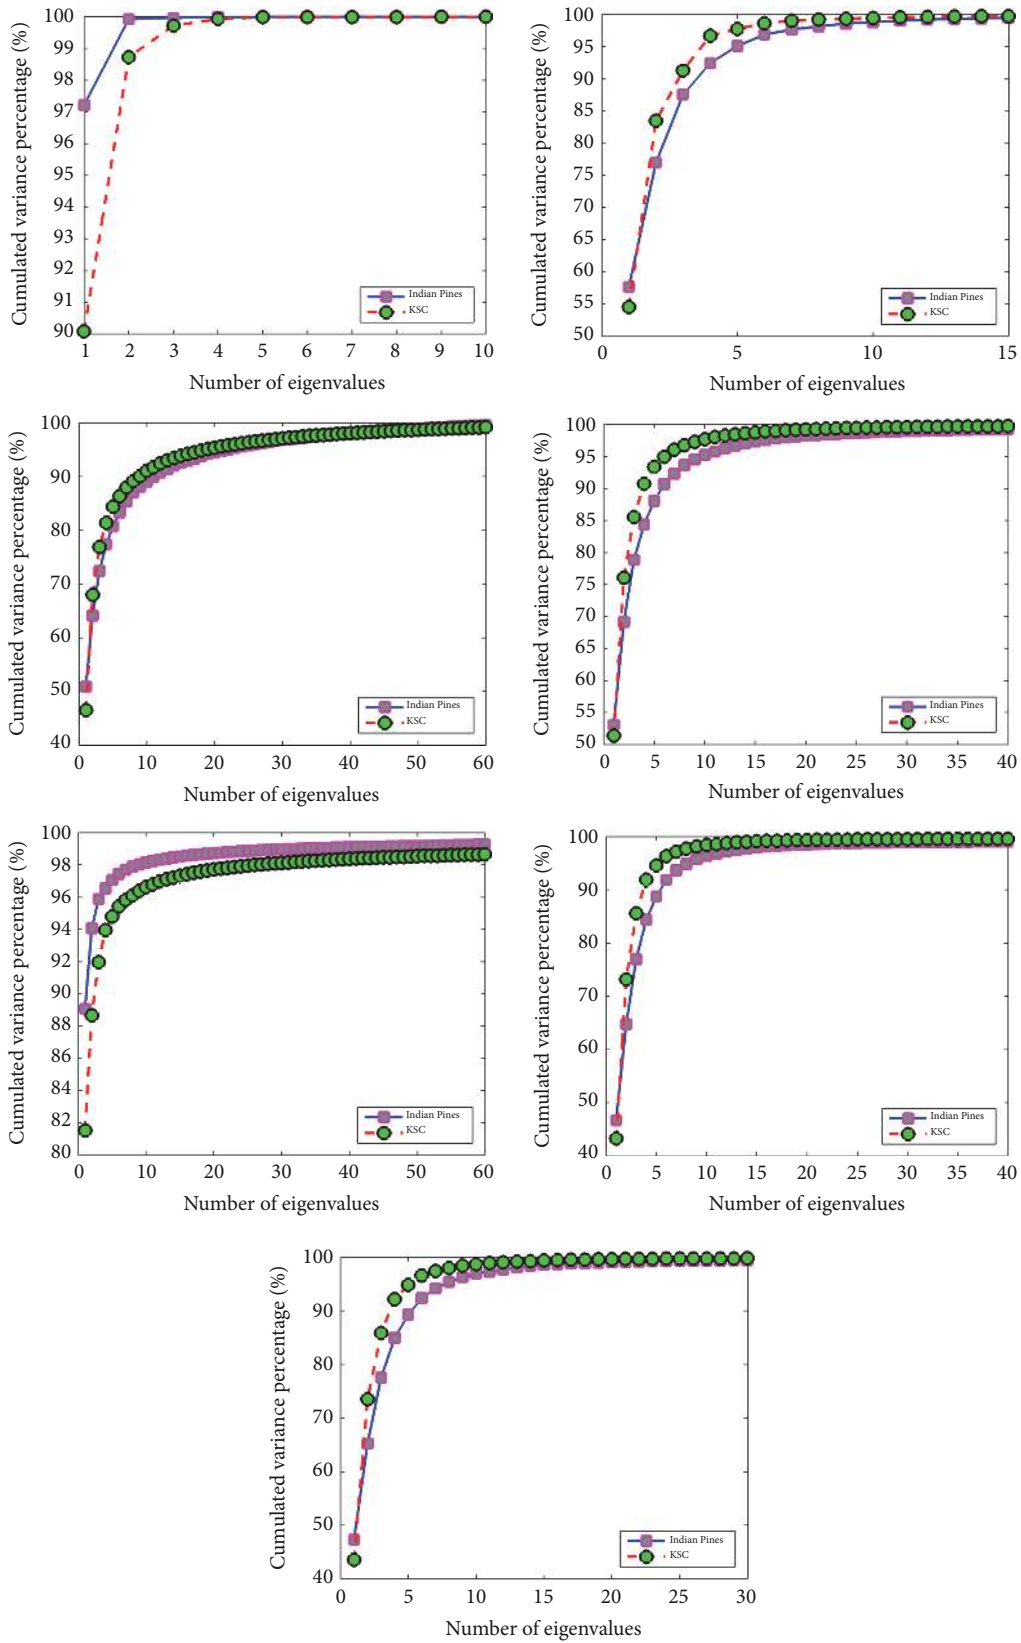 Cumulated variance percentage (%)
100
99
98
97
96
95
94
93
92
91
90
1 2 3 4 5 6 7 8 9 10
Number of eigenvalues
Indian Pines
KSC
Cumulated variance percentage (%)
100
95
90
85
80
75
70
65
60
55
50
0 5 10 15
Number of eigenvalues
Indian Pines
KSC
Cumulated variance percentage (%)
100
90
80
70
60
50
40
0 10 20 30 40 50 60
Number of eigenvalues
Indian Pines
KSC
Cumulated variance percentage (%)
100
95
90
85
80
75
70
65
60
55
50
0 5 10 15 20 25 30 35 40
Number of eigenvalues
Indian Pines
KSC
Cumulated variance percentage (%)
100
98
96
94
92
90
88
86
84
82
80
0 10 20 30 40 50 60
Number of eigenvalues
Indian Pines
KSC
Cumulated variance percentage (%)
100
90
80
70
60
50
40
0 5 10 15 20 25 30 35 40
Number of eigenvalues
Indian Pines
KSC
Cumulated variance percentage (%)
100
90
80
70
60
50
40
0 5 10 15 20 25 30
Number of eigenvalues
Indian Pines
KSC